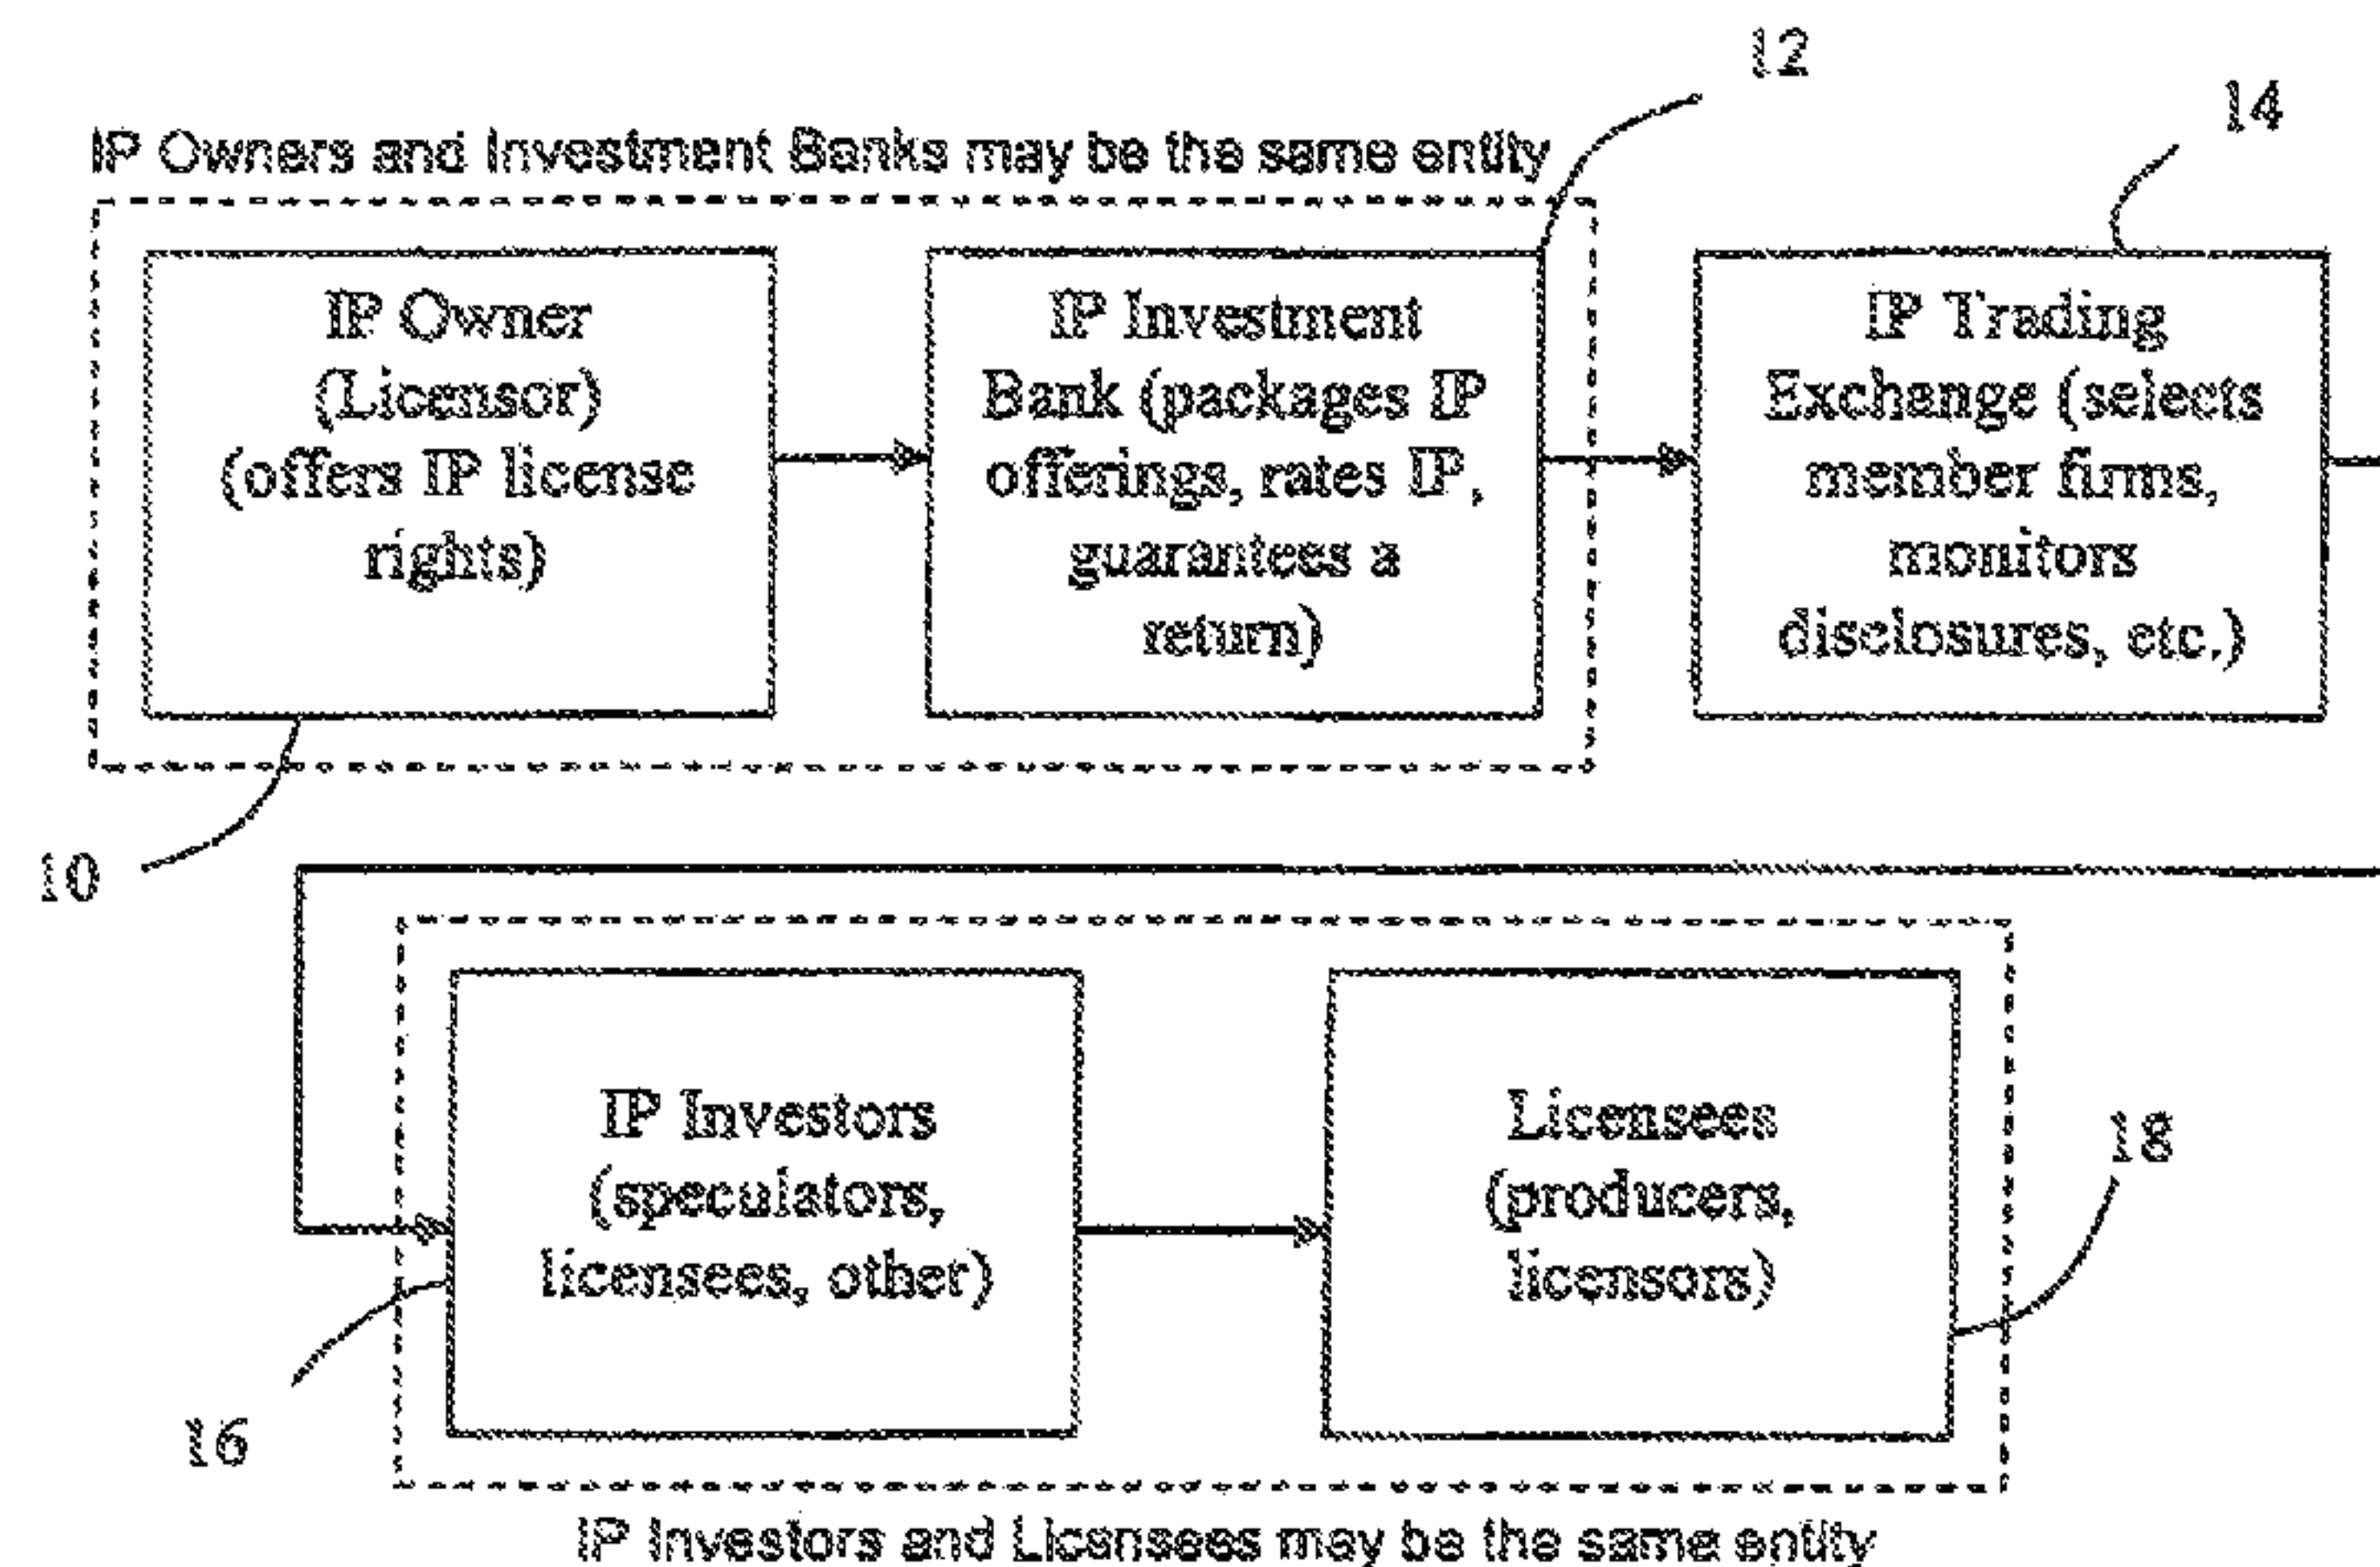 12
14
IP Owners and Investment Banks may be the same entity
IP Owner
(Licensor)
(offers IP license
rights)
IP Investment
Bank (packages IP
offerings, rates IP,
guarantees a
return)
IP Trading
Exchange (selects
member firms,
monitors
disclosures, etc.)
10
IP Investors
(speculators,
licensees, other)
Licensees
(producers,
licensors)
18
16
IP Investors and Licensees may be the same entity